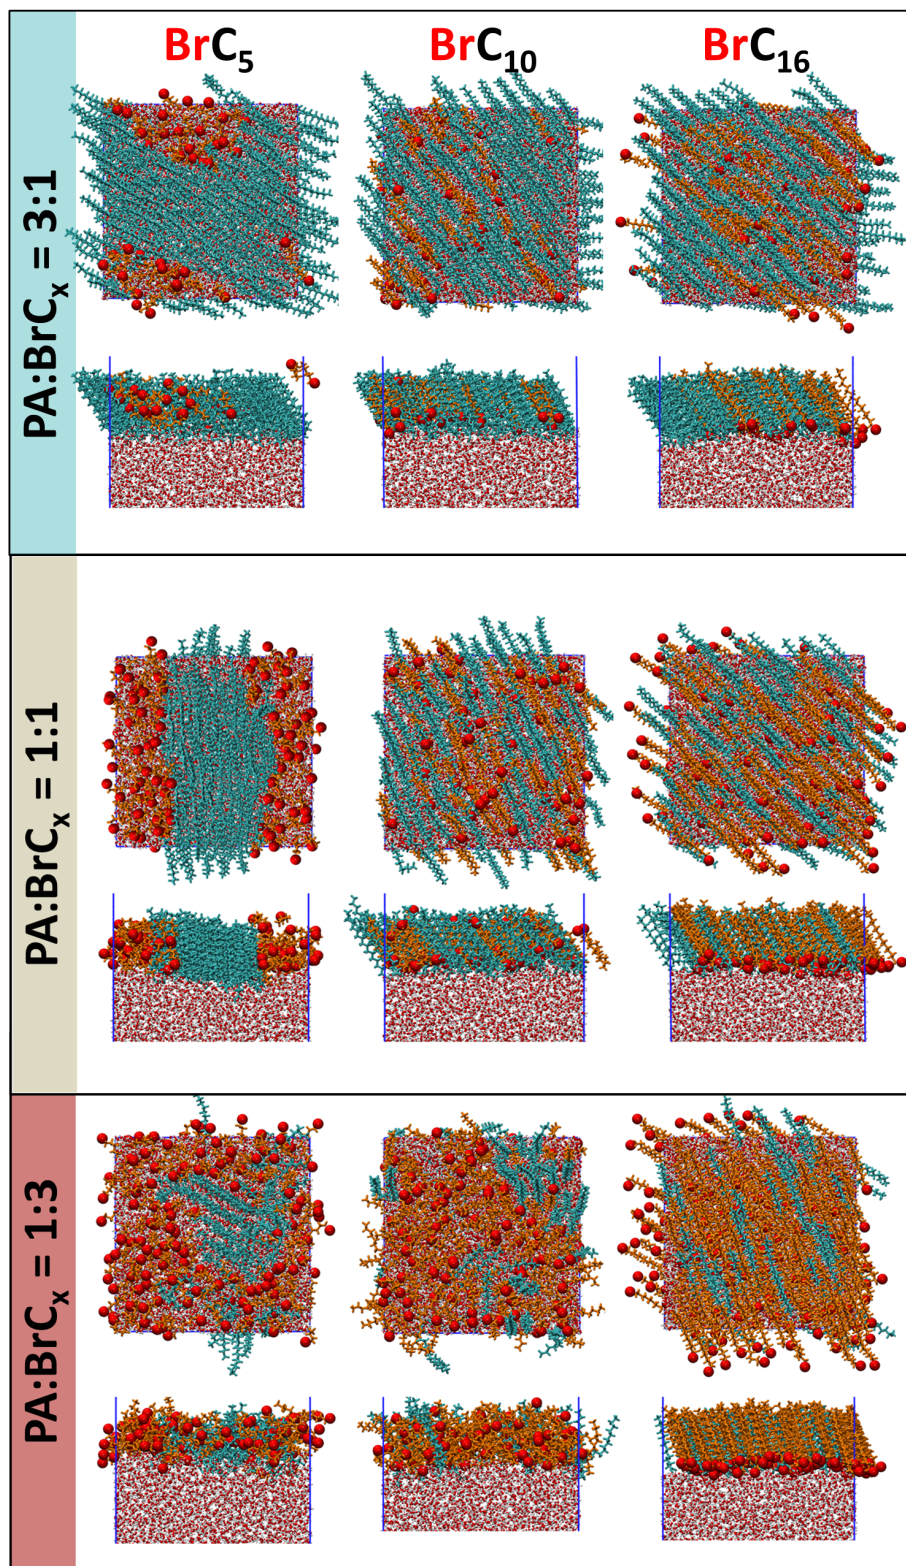 BrC₅
BrC₁₀
BrC₁₆
PA:BrCₓ = 3:1
PA:BrCₓ = 1:1
PA:BrCₓ = 1:3